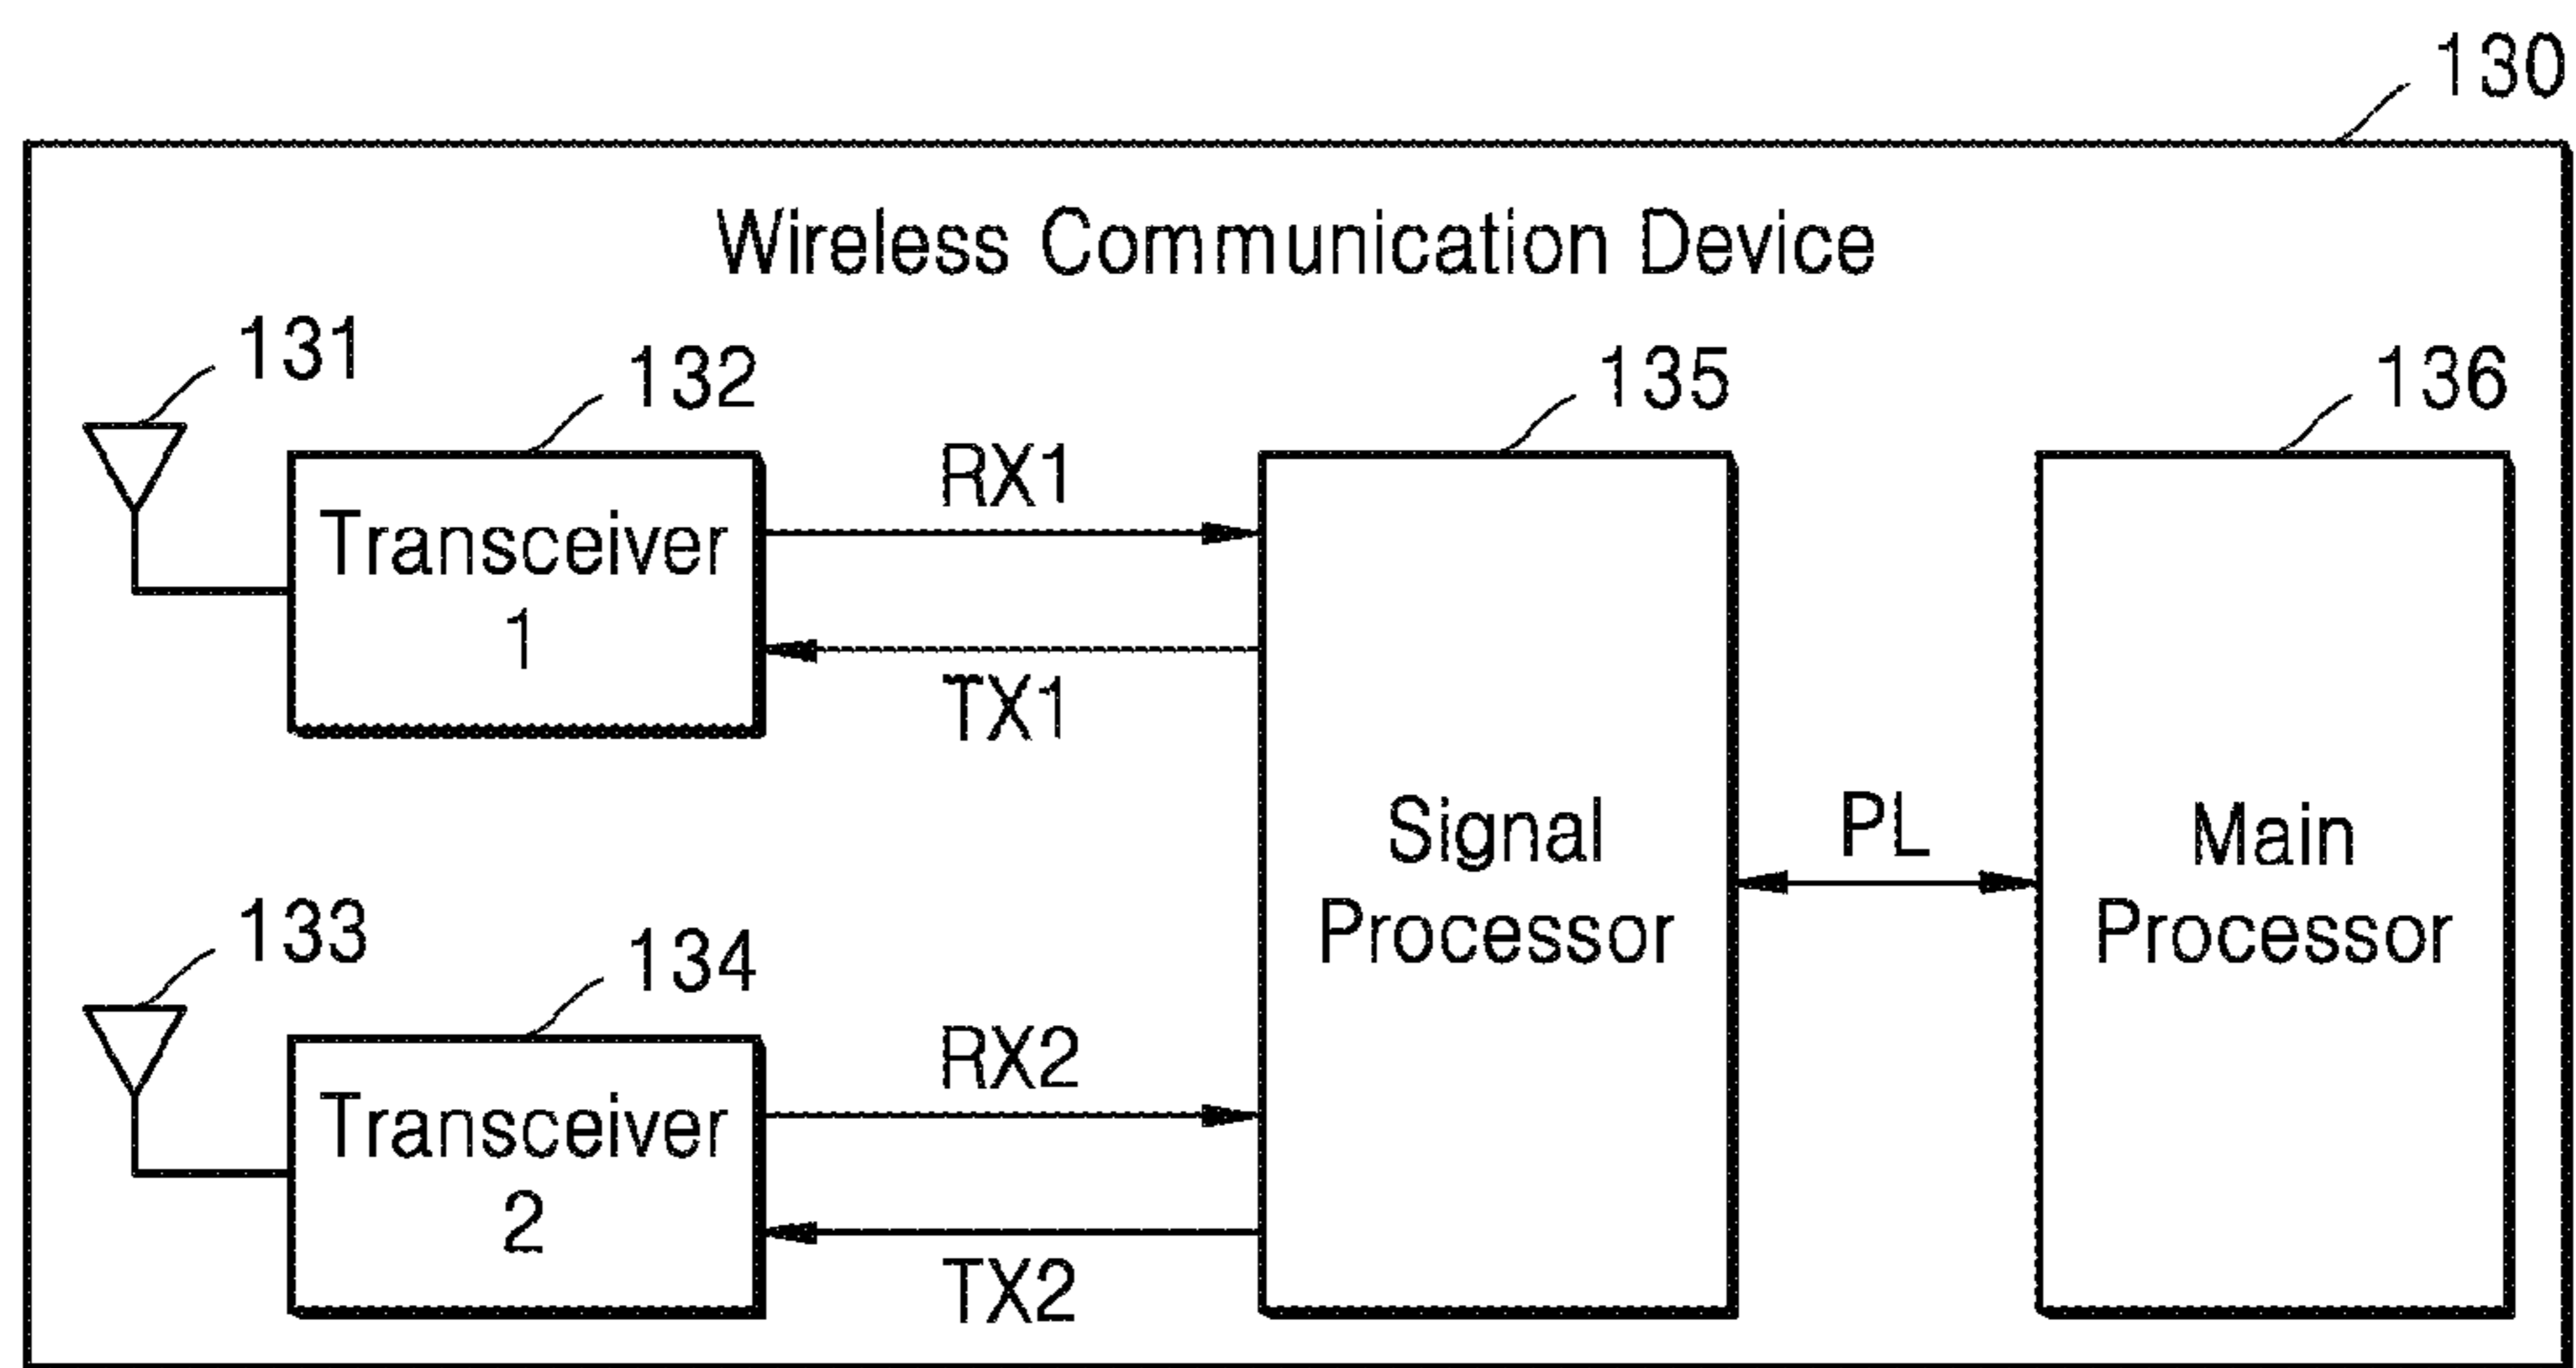 130
Wireless Communication Device
131
132
135
136
RX1
Transceiver
1
TX1
Signal
Processor
PL
Main
Processor
133
134
RX2
Transceiver
2
TX2